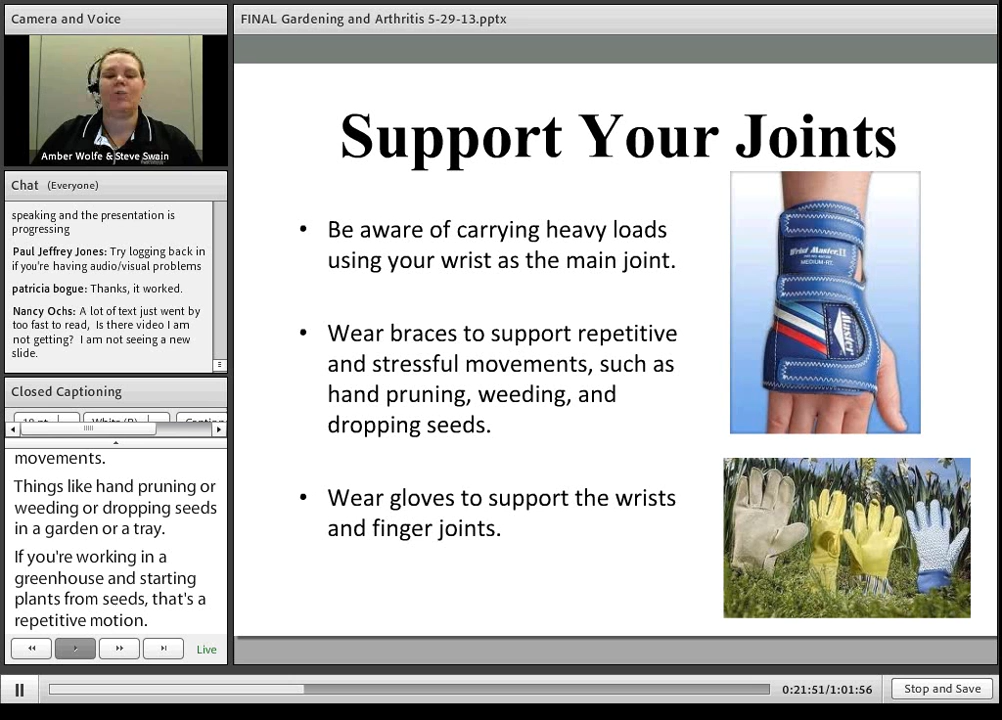 Camera and Voice
Amber Wolfe & Steve Swain
Chat (Everyone)
speaking and the presentation is
progressing
Paul Jeffrey Jones: Try logging back in
if you're having audio/visual problems
patricia bogue: Thanks, it worked.
Nancy Ochs: A lot of text just went by
too fast to read, Is there video I am
not getting? I am not seeing a new
slide.
Closed Captioning
movements.
Things like hand pruning or
weeding or dropping seeds
in a garden or a tray.
If you're working in a
greenhouse and starting
plants from seeds, that's a
repetitive motion.
Live
FINAL Gardening and Arthritis 5-29-13.pptx
Support Your Joints
• Be aware of carrying heavy loads
using your wrist as the main joint.
• Wear braces to support repetitive
and stressful movements, such as
hand pruning, weeding, and
dropping seeds.
• Wear gloves to support the wrists
and finger joints.
Wrist Master II
MEDIUM-RT.
Master
0:21:51/1:01:56
Stop and Save